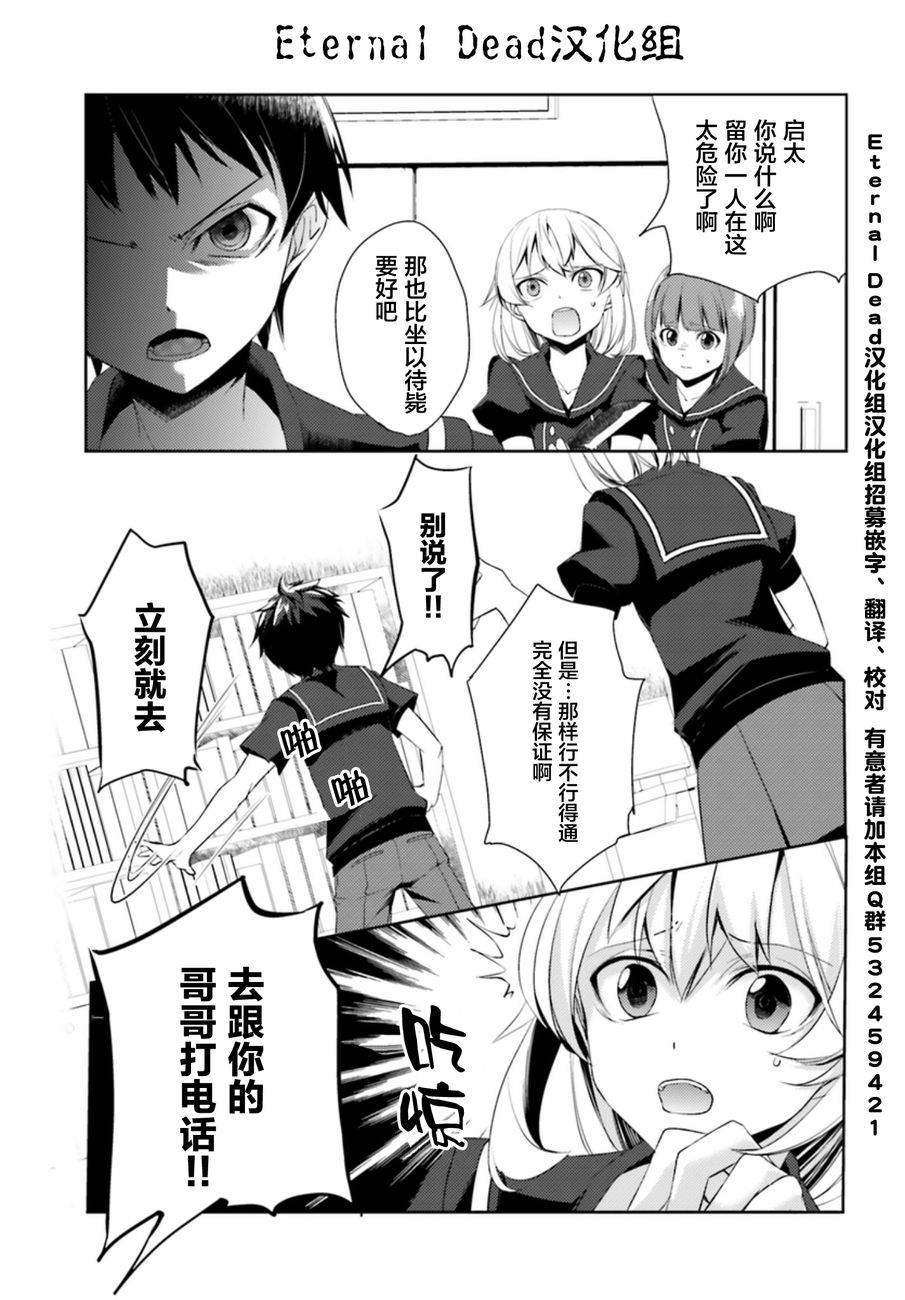 Eternal Dead汉化组
启太
你说什么啊
留你一人在这
太危险了啊
那也比坐以待毙
要好吧
别说了!!
但是…那样行不行得通
完全没有保证啊
立刻就去
啪
啪
去跟你的
哥哥打电话!!
吃惊
Eternal Dead汉化组汉化组招募嵌字、翻译、校对 有意者请加本组Q群532459421